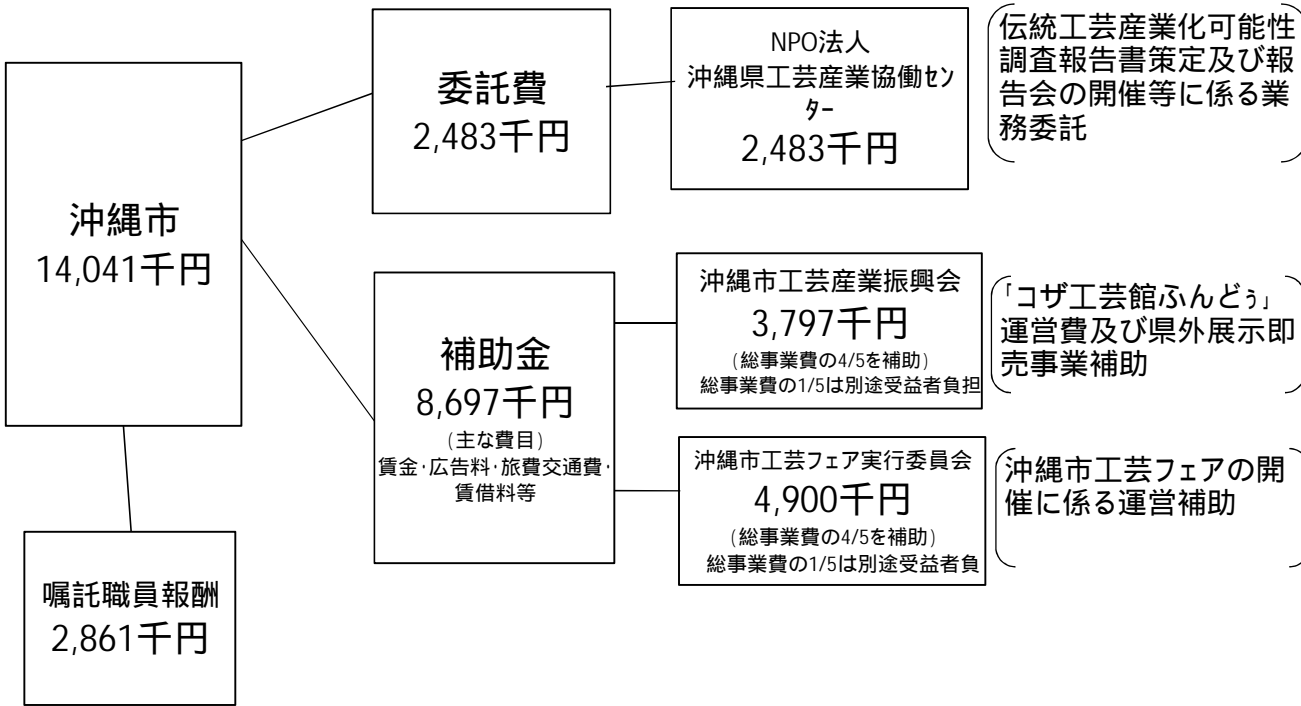 沖縄市
14,041千円
嘱託職員報酬
2,861千円
委託費
2,483千円
NPO法人
沖縄県工芸産業協働ｾﾝ
ﾀｰ
2,483千円
伝統工芸産業化可能性
調査報告書策定及び報
告会の開催等に係る業
務委託
補助金
8,697千円
(主な費目)
賃金・広告料・旅費交通費・
賃借料等
沖縄市工芸産業振興会
3,797千円
(総事業費の4/5を補助)
総事業費の1/5は別途受益者負担
「コザ工芸館ふんどぅ」
運営費及び県外展示即
売事業補助
沖縄市工芸フェア実行委員会
4,900千円
(総事業費の4/5を補助)
総事業費の1/5は別途受益者負
沖縄市工芸フェアの開
催に係る運営補助